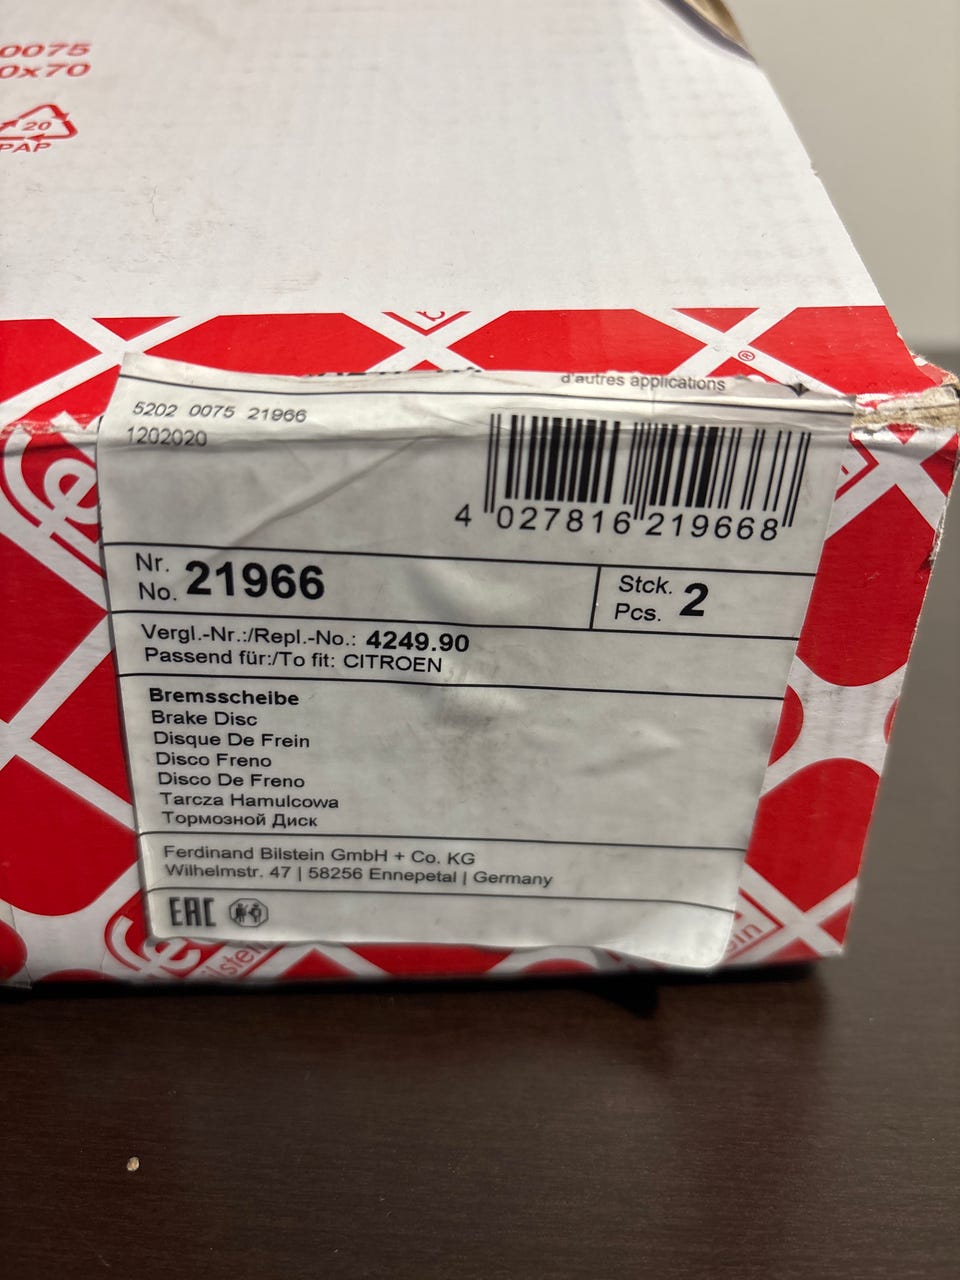 0075
0x70
20
PAP
d'autres applications
5202 0075 21966
1202020
4 027816 219668
Nr.
No. 21966
Stck.
Pcs. 2
Vergl.-Nr.:/Repl.-No.: 4249.90
Passend für:/To fit: CITROEN
Bremsscheibe
Brake Disc
Disque De Frein
Disco Freno
Disco De Freno
Tarcza Hamulcowa
Тормозной Диск
Ferdinand Bilstein GmbH + Co. KG
Wilhelmstr. 47 | 58256 Ennepetal | Germany
EAC